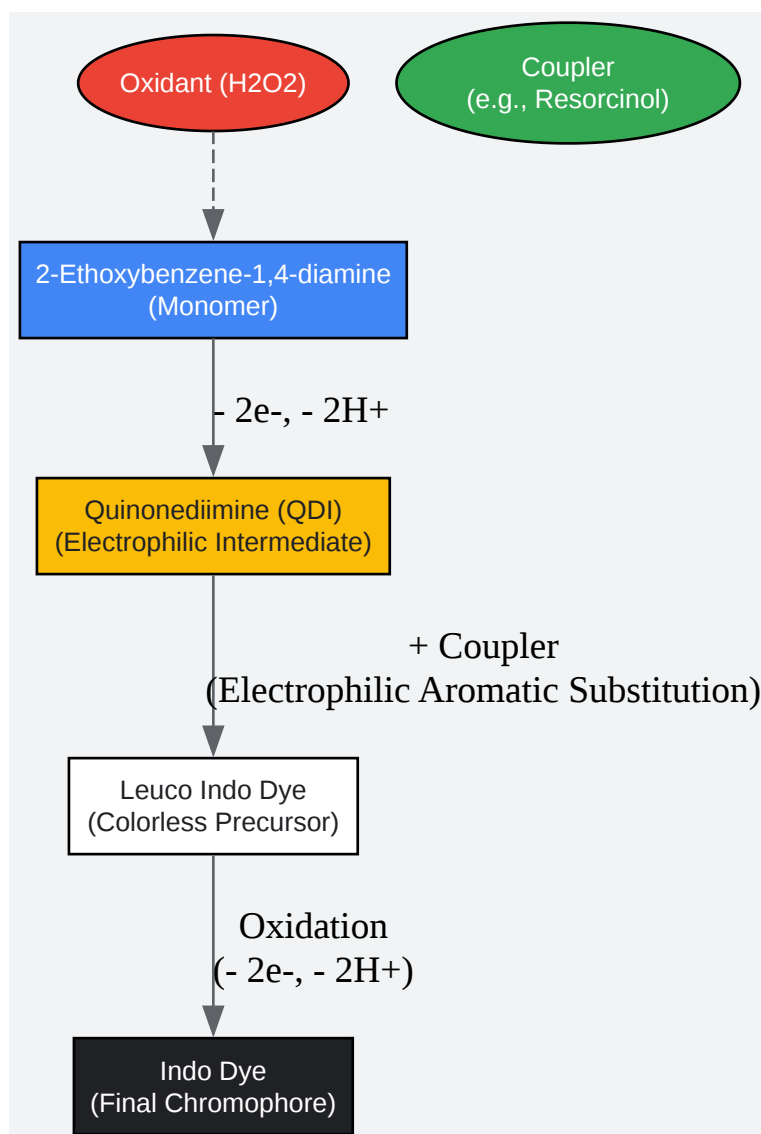 Oxidant (H2O2)
Coupler
(e.g., Resorcinol)
2-Ethoxybenzene-1,4-diamine
(Monomer)
- 2e-, - 2H+
Quinonediimine (QDI)
(Electrophilic Intermediate)
+ Coupler
(Electrophilic Aromatic Substitution)
Leuco Indo Dye
(Colorless Precursor)
Oxidation
(- 2e-, - 2H+)
Indo Dye
(Final Chromophore)